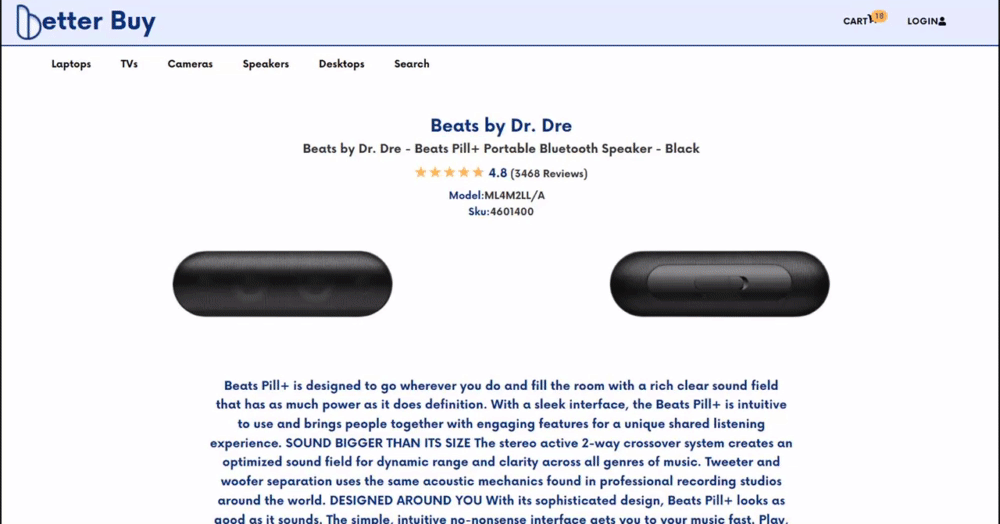 better Buy
CART 18 LOGIN
Laptops TVs Cameras Speakers Desktops Search
Beats by Dr. Dre
Beats by Dr. Dre - Beats Pill+ Portable Bluetooth Speaker - Black
4.8 (3468 Reviews)
Model:ML4M2LL/A
Sku:4601400
Beats Pill+ is designed to go wherever you do and fill the room with a rich clear sound field
that has as much power as it does definition. With a sleek interface, the Beats Pill+ is intuitive
to use and brings people together with engaging features for a unique shared listening
experience. SOUND BIGGER THAN ITS SIZE The stereo active 2-way crossover system creates an
optimized sound field for dynamic range and clarity across all genres of music. Tweeter and
woofer separation uses the same acoustic mechanics found in professional recording studios
around the world. DESIGNED AROUND YOU With its sophisticated design, Beats Pill+ looks as
good as it sounds. The simple, intuitive no-nonsense interface gets you to your music fast. Play,